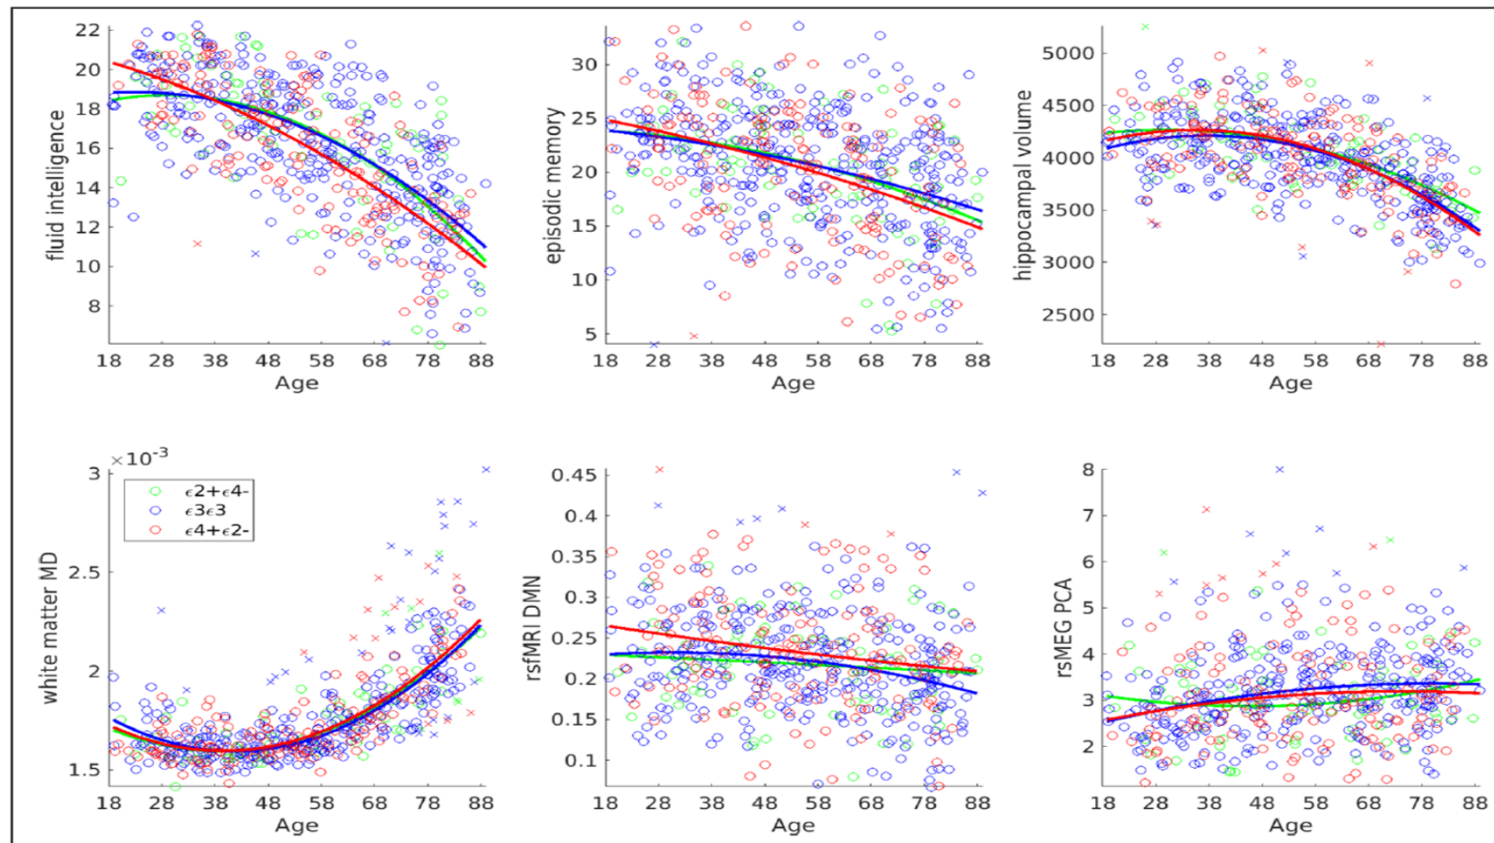 22
20
18
16
14
12
10
8
fluid intelligence
18 28 38 48 58 68 78 88
Age
30
25
20
15
10
5
episodic memory
18 28 38 48 58 68 78 88
Age
5000
4500
4000
3500
3000
2500
hippocampal volume
18 28 38 48 58 68 78 88
Age
×10⁻³
3
2.5
2
1.5
white matter MD
ϵ2+ϵ4-
ϵ3ϵ3
ϵ4+ϵ2-
18 28 38 48 58 68 78 88
Age
0.45
0.4
0.35
0.3
0.25
0.2
0.15
0.1
rsfMRI DMN
18 28 38 48 58 68 78 88
Age
8
7
6
5
4
3
2
rsMEG PCA
18 28 38 48 58 68 78 88
Age